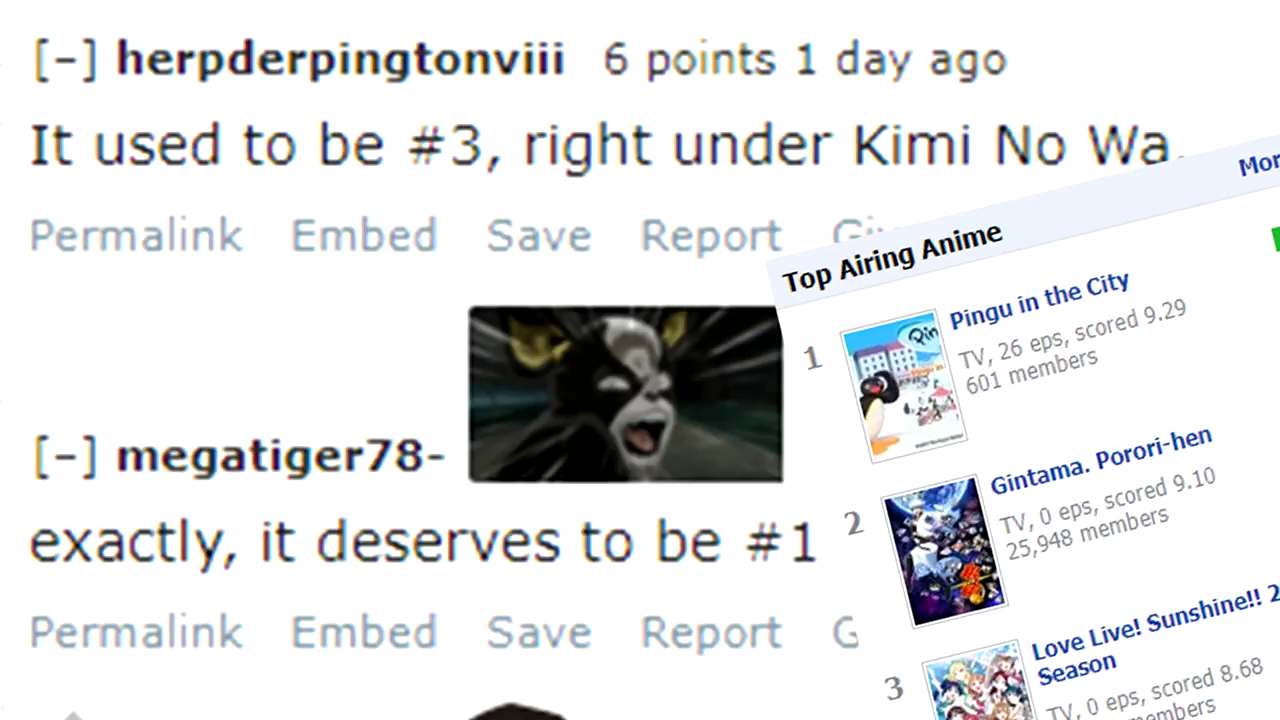 [–] herpderpingtonviii 6 points 1 day ago
It used to be #3, right under Kimi No Wa.
Permalink Embed Save Report
[–] megatiger78-
exactly, it deserves to be #1
Permalink Embed Save Report G
Top Airing Anime
1
Pingu in the City
TV, 26 eps, scored 9.29
601 members
2
Gintama. Porori-hen
TV, 0 eps, scored 9.10
25,948 members
3
Love Live! Sunshine!! 2
Season
TV, 0 eps, scored 8.68
members